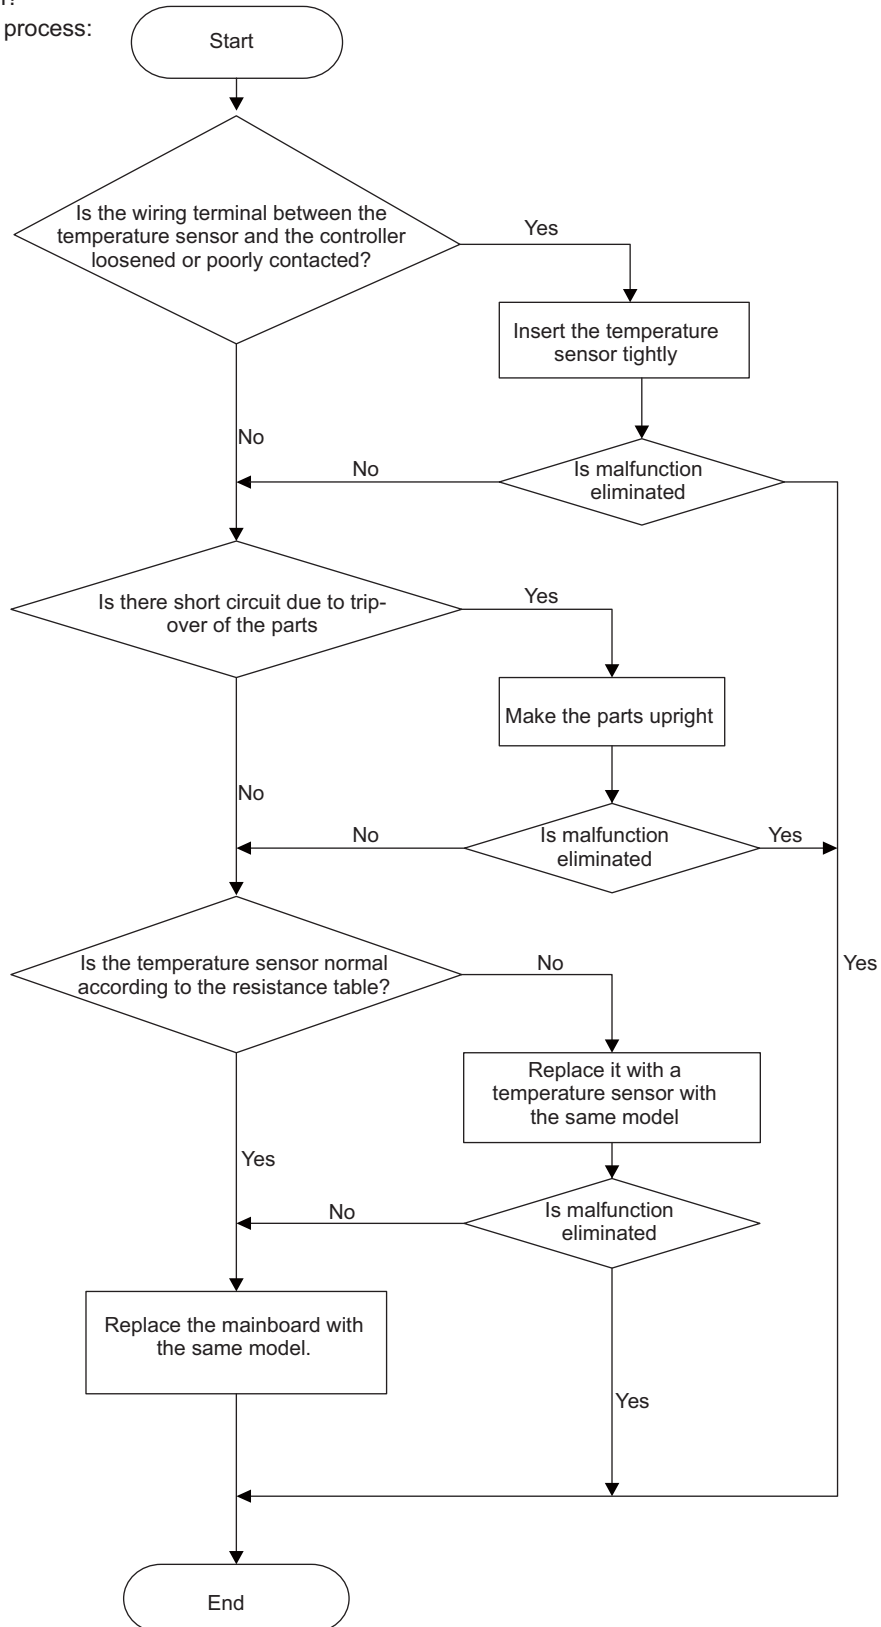 process:
Start
Is the wiring terminal between the
temperature sensor and the controller
loosened or poorly contacted?
Yes
Insert the temperature
sensor tightly
No
No
Is malfunction
eliminated
Is there short circuit due to trip-
over of the parts
Yes
Make the parts upright
No
No
Is malfunction
eliminated
Yes
Is the temperature sensor normal
according to the resistance table?
No
Yes
Replace it with a
temperature sensor with
the same model
Yes
No
Is malfunction
eliminated
Replace the mainboard with
the same model.
Yes
End